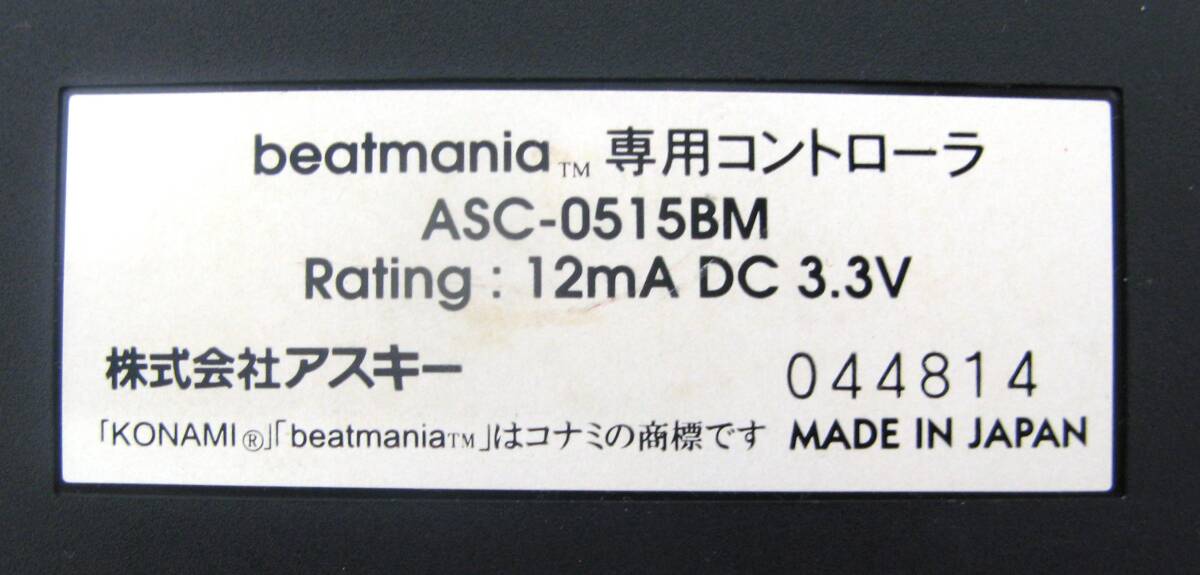 beatmania™ 専用コントローラ
ASC-0515BM
Rating : 12mA DC 3.3V
株式会社アスキー 044814
「KONAMI®」「beatmania™」はコナミの商標です MADE IN JAPAN